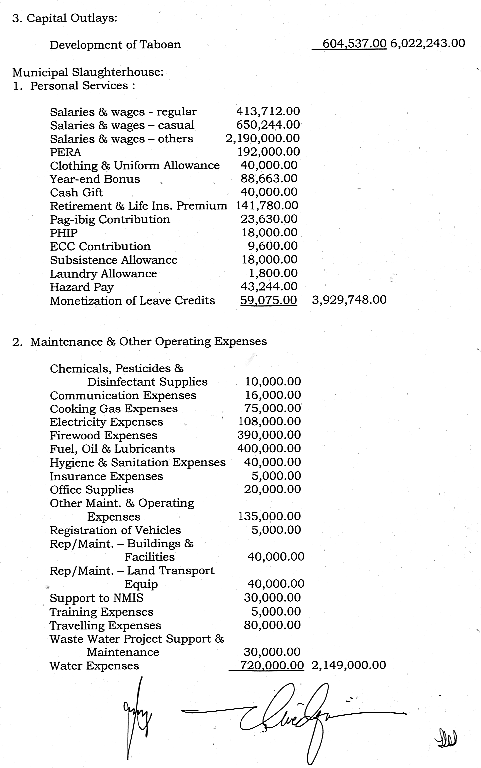 3. Capital Outlays:
Development of Taboan 604,537.00 6,022,243.00
Municipal Slaughterhouse:
1. Personal Services :
Salaries & wages - regular 413,712.00
Salaries & wages – casual 650,244.00
Salaries & wages – others 2,190,000.00
PERA 192,000.00
Clothing & Uniform Allowance 40,000.00
Year-end Bonus 88,663.00
Cash Gift 40,000.00
Retirement & Life Ins. Premium 141,780.00
Pag-ibig Contribution 23,630.00
PHIP 18,000.00
ECC Contribution 9,600.00
Subsistence Allowance 18,000.00
Laundry Allowance 1,800.00
Hazard Pay 43,244.00
Monetization of Leave Credits 59,075.00 3,929,748.00
2. Maintenance & Other Operating Expenses
Chemicals, Pesticides &
Disinfectant Supplies 10,000.00
Communication Expenses 16,000.00
Cooking Gas Expenses 75,000.00
Electricity Expenses 108,000.00
Firewood Expenses 390,000.00
Fuel, Oil & Lubricants 400,000.00
Hygiene & Sanitation Expenses 40,000.00
Insurance Expenses 5,000.00
Office Supplies 20,000.00
Other Maint. & Operating
Expenses 135,000.00
Registration of Vehicles 5,000.00
Rep/Maint. – Buildings &
Facilities 40,000.00
Rep/Maint. – Land Transport
Equip 40,000.00
Support to NMIS 30,000.00
Training Expenses 5,000.00
Travelling Expenses 80,000.00
Waste Water Project Support &
Maintenance 30,000.00
Water Expenses 720,000.00 2,149,000.00